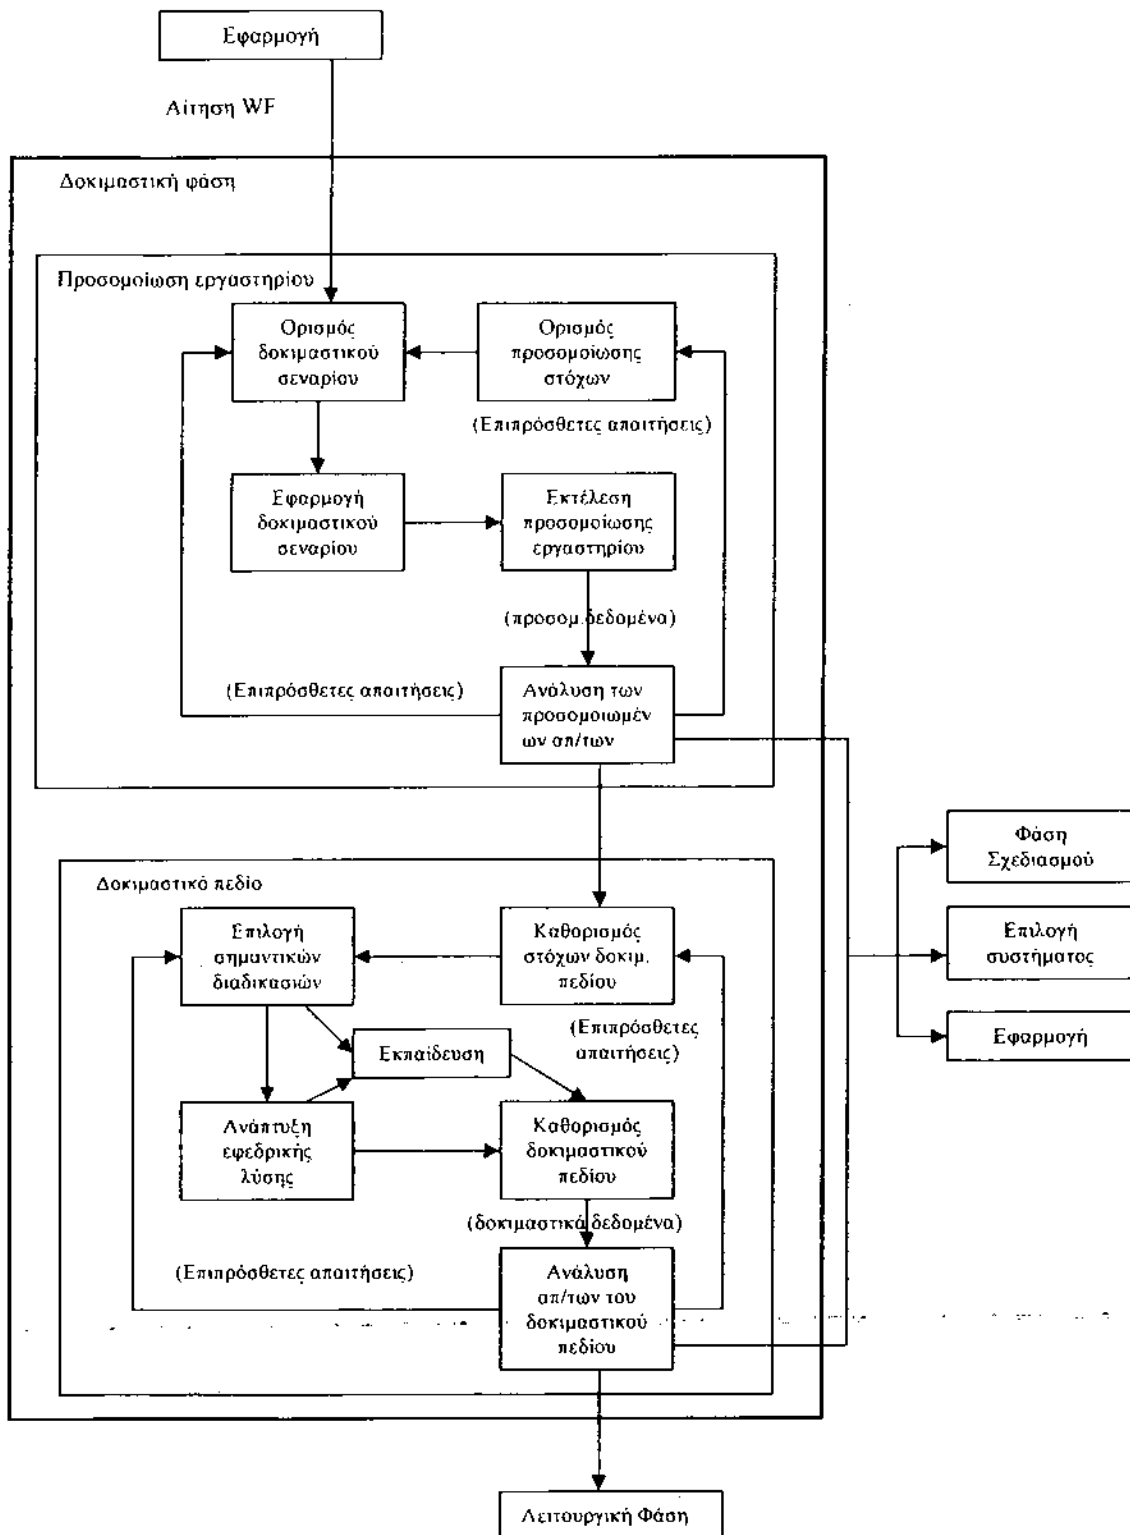 Εφαρμογή
Αίτηση WF
Δοκιμαστική φάση
Προσομοίωση εργαστηρίου
Ορισμός
δοκιμαστικού
σεναρίου
Ορισμός
προσομοίωσης
στόχων
(Επιπρόσθετες απαιτήσεις)
Εφαρμογή
δοκιμαστικού
σεναρίου
Εκτέλεση
προσομοίωσης
εργαστηρίου
(προσομ.δεδομένα)
(Επιπρόσθετες απαιτήσεις)
Ανάλυση των
προσομοιωμέν
ων απ/των
Φάση
Σχεδιασμού
Επιλογή
συστήματος
Εφαρμογή
Δοκιμαστικό πεδίο
Επιλογή
σημαντικών
διαδικασιών
Καθορισμός
στόχων δοκιμ.
πεδίου
(Επιπρόσθετες
απαιτήσεις)
Εκπαίδευση
Ανάπτυξη
εφεδρικής
λύσης
Καθορισμός
δοκιμαστικού
πεδίου
(δοκιμαστικά δεδομένα)
(Επιπρόσθετες απαιτήσεις)
Ανάλυση
απ/των του
δοκιμαστικού
πεδίου
Λειτουργική Φάση